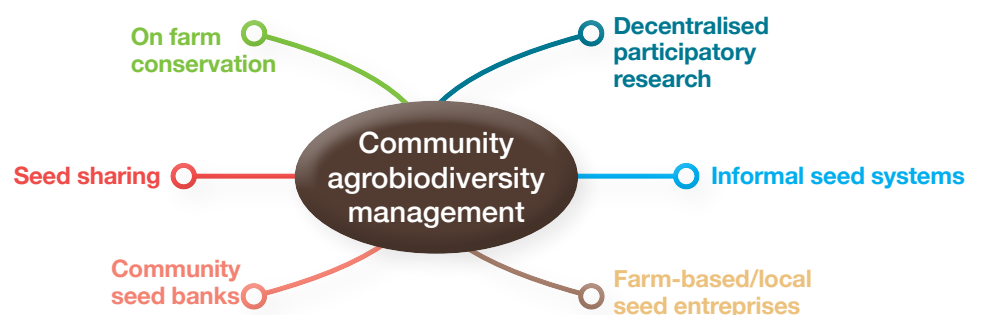 On farm
conservation
Decentralised
participatory
research
Community
agrobiodiversity
management
Seed sharing
Informal seed systems
Community
seed banks
Farm-based/local
seed entreprises